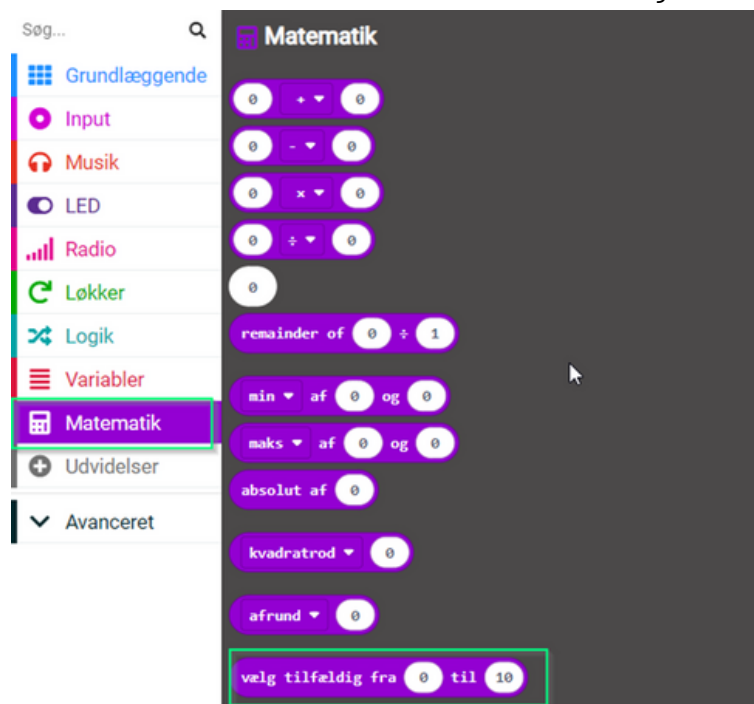 Søg...
Grundlæggende
Input
Musik
LED
Radio
Løkker
Logik
Variabler
Matematik
Udvidelser
Avanceret
Matematik
0 + 0
0 - 0
0 x 0
0 ÷ 0
0
remainder of 0 ÷ 1
min af 0 og 0
maks af 0 og 0
absolut af 0
kvadratrod 0
afrund 0
vælg tilfældig fra 0 til 10